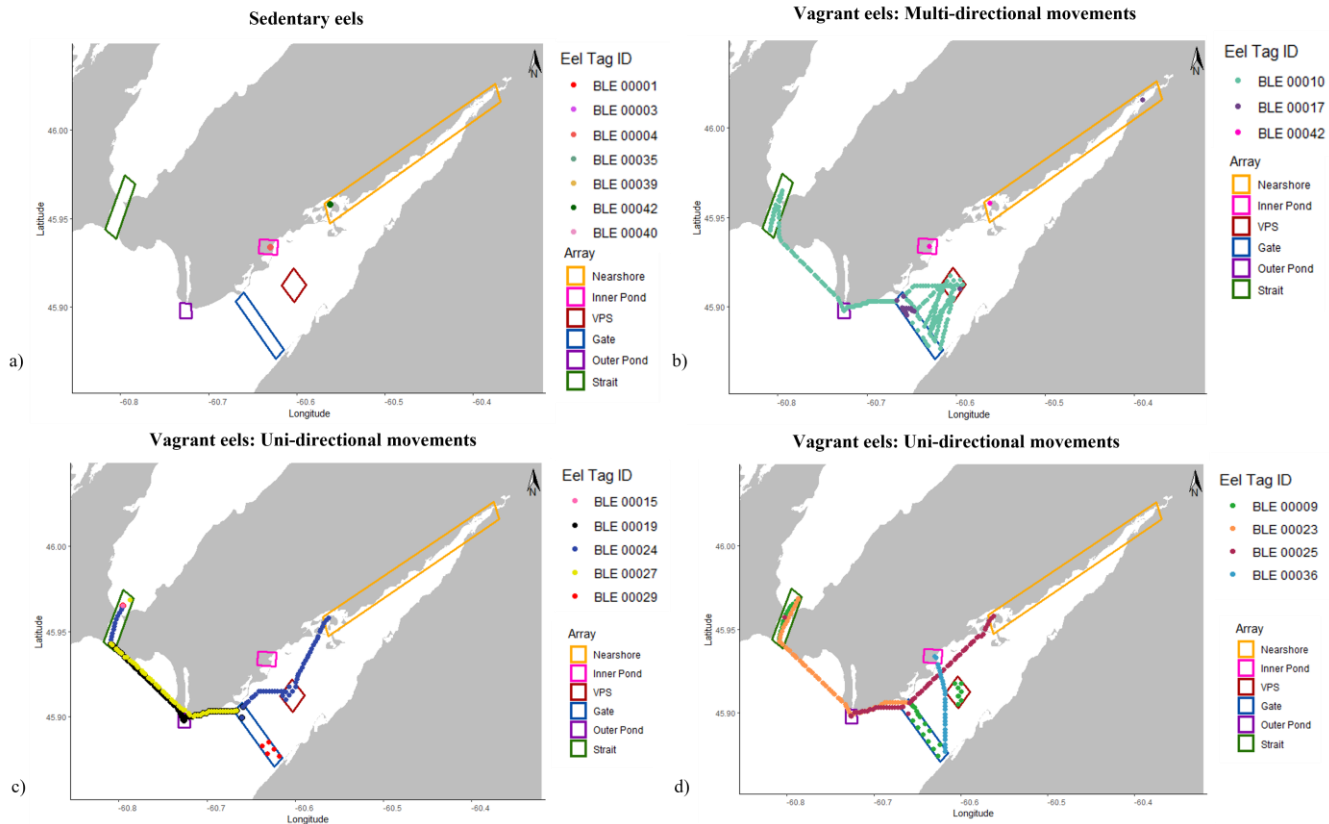 Sedentary eels
N
Eel Tag ID
BLE 00001
BLE 00003
BLE 00004
BLE 00035
BLE 00039
BLE 00042
BLE 00040
Array
Nearshore
Inner Pond
VPS
Gate
Outer Pond
Strait
46.00
45.95
45.90
Latitude
-60.8
-60.7
-60.6
-60.5
-60.4
Longitude
a)
Vagrant eels: Multi-directional movements
N
Eel Tag ID
BLE 00010
BLE 00017
BLE 00042
Array
Nearshore
Inner Pond
VPS
Gate
Outer Pond
Strait
46.00
45.95
45.90
Latitude
-60.8
-60.7
-60.6
-60.5
-60.4
Longitude
b)
Vagrant eels: Uni-directional movements
N
Eel Tag ID
BLE 00015
BLE 00019
BLE 00024
BLE 00027
BLE 00029
Array
Nearshore
Inner Pond
VPS
Gate
Outer Pond
Strait
46.00
45.95
45.90
Latitude
-60.8
-60.7
-60.6
-60.5
-60.4
Longitude
c)
Vagrant eels: Uni-directional movements
N
Eel Tag ID
BLE 00009
BLE 00023
BLE 00025
BLE 00036
Array
Nearshore
Inner Pond
VPS
Gate
Outer Pond
Strait
46.00
45.95
45.90
Latitude
-60.8
-60.7
-60.6
-60.5
-60.4
Longitude
d)